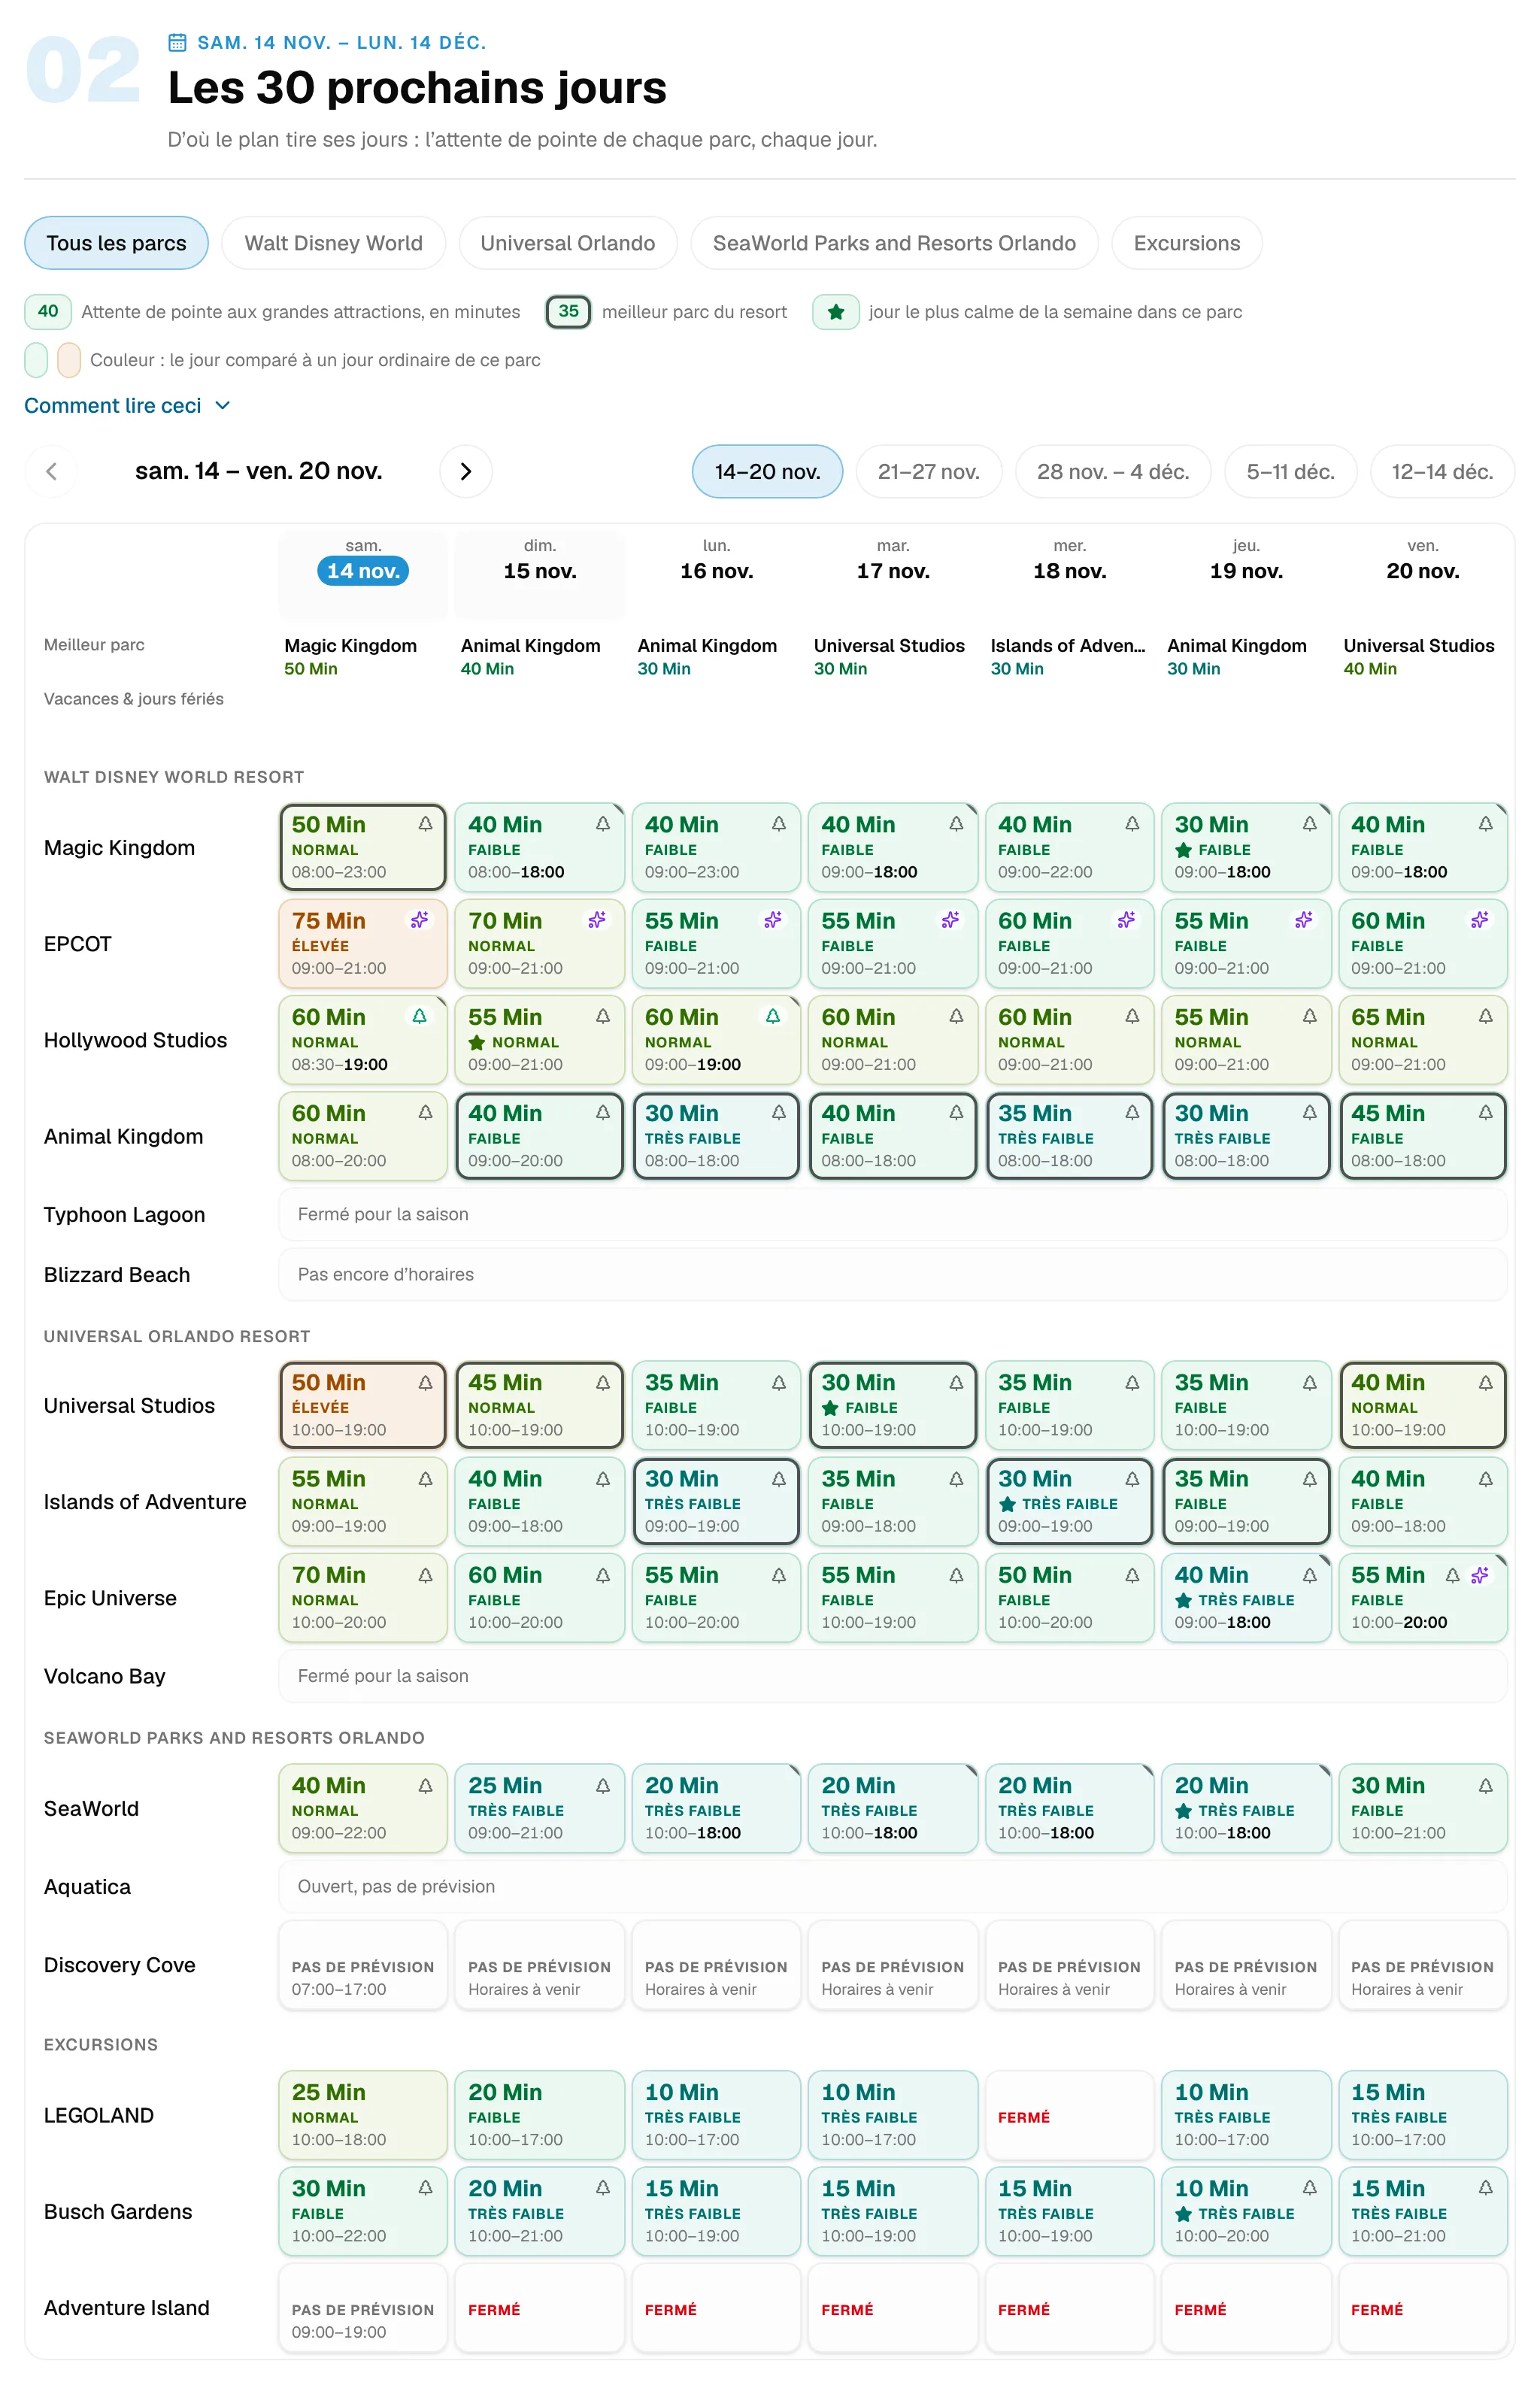 02
SAM. 14 NOV. – LUN. 14 DÉC.
Les 30 prochains jours
D’où le plan tire ses jours : l’attente de pointe de chaque parc, chaque jour.
Tous les parcs Walt Disney World Universal Orlando SeaWorld Parks and Resorts Orlando Excursions
40 Attente de pointe aux grandes attractions, en minutes 35 meilleur parc du resort jour le plus calme de la semaine dans ce parc
Couleur : le jour comparé à un jour ordinaire de ce parc
Comment lire ceci
sam. 14 – ven. 20 nov. 14–20 nov. 21–27 nov. 28 nov. – 4 déc. 5–11 déc. 12–14 déc.
sam. dim. lun. mar. mer. jeu. ven.
14 nov. 15 nov. 16 nov. 17 nov. 18 nov. 19 nov. 20 nov.
Meilleur parc Magic Kingdom Animal Kingdom Animal Kingdom Universal Studios Islands of Adven... Animal Kingdom Universal Studios
50 Min 40 Min 30 Min 30 Min 30 Min 30 Min 40 Min
Vacances & jours fériés
WALT DISNEY WORLD RESORT
Magic Kingdom
50 Min 40 Min 40 Min 40 Min 40 Min 30 Min 40 Min
NORMAL FAIBLE FAIBLE FAIBLE FAIBLE FAIBLE FAIBLE
08:00–23:00 08:00–18:00 09:00–23:00 09:00–18:00 09:00–22:00 09:00–18:00 09:00–18:00
EPCOT
75 Min 70 Min 55 Min 55 Min 60 Min 55 Min 60 Min
ÉLEVÉE NORMAL FAIBLE FAIBLE FAIBLE FAIBLE FAIBLE
09:00–21:00 09:00–21:00 09:00–21:00 09:00–21:00 09:00–21:00 09:00–21:00 09:00–21:00
Hollywood Studios
60 Min 55 Min 60 Min 60 Min 60 Min 55 Min 65 Min
NORMAL NORMAL NORMAL NORMAL NORMAL NORMAL NORMAL
08:30–19:00 09:00–21:00 09:00–19:00 09:00–21:00 09:00–21:00 09:00–21:00 09:00–21:00
Animal Kingdom
60 Min 40 Min 30 Min 40 Min 35 Min 30 Min 45 Min
NORMAL FAIBLE TRÈS FAIBLE FAIBLE TRÈS FAIBLE TRÈS FAIBLE FAIBLE
08:00–20:00 09:00–20:00 08:00–18:00 08:00–18:00 08:00–18:00 08:00–18:00 08:00–18:00
Typhoon Lagoon Fermé pour la saison
Blizzard Beach Pas encore d’horaires
UNIVERSAL ORLANDO RESORT
Universal Studios
50 Min 45 Min 35 Min 30 Min 35 Min 35 Min 40 Min
ÉLEVÉE NORMAL FAIBLE FAIBLE FAIBLE FAIBLE NORMAL
10:00–19:00 10:00–19:00 10:00–19:00 10:00–19:00 10:00–19:00 10:00–19:00 10:00–19:00
Islands of Adventure
55 Min 40 Min 30 Min 35 Min 30 Min 35 Min 40 Min
NORMAL FAIBLE TRÈS FAIBLE FAIBLE TRÈS FAIBLE FAIBLE FAIBLE
09:00–19:00 09:00–18:00 09:00–19:00 09:00–18:00 09:00–19:00 09:00–19:00 09:00–18:00
Epic Universe
70 Min 60 Min 55 Min 55 Min 50 Min 40 Min 55 Min
NORMAL FAIBLE FAIBLE FAIBLE FAIBLE TRÈS FAIBLE FAIBLE
10:00–20:00 10:00–20:00 10:00–20:00 10:00–19:00 10:00–20:00 09:00–18:00 10:00–20:00
Volcano Bay Fermé pour la saison
SEAWORLD PARKS AND RESORTS ORLANDO
SeaWorld
40 Min 25 Min 20 Min 20 Min 20 Min 20 Min 30 Min
NORMAL TRÈS FAIBLE TRÈS FAIBLE TRÈS FAIBLE TRÈS FAIBLE TRÈS FAIBLE FAIBLE
09:00–22:00 09:00–21:00 10:00–18:00 10:00–18:00 10:00–18:00 10:00–18:00 10:00–21:00
Aquatica Ouvert, pas de prévision
Discovery Cove
PAS DE PRÉVISION PAS DE PRÉVISION PAS DE PRÉVISION PAS DE PRÉVISION PAS DE PRÉVISION PAS DE PRÉVISION PAS DE PRÉVISION
07:00–17:00 Horaires à venir Horaires à venir Horaires à venir Horaires à venir Horaires à venir Horaires à venir
EXCURSIONS
LEGOLAND
25 Min 20 Min 10 Min 10 Min 10 Min 15 Min
NORMAL FAIBLE TRÈS FAIBLE TRÈS FAIBLE FERMÉ TRÈS FAIBLE TRÈS FAIBLE
10:00–18:00 10:00–17:00 10:00–17:00 10:00–17:00 10:00–17:00 10:00–17:00
Busch Gardens
30 Min 20 Min 15 Min 15 Min 15 Min 10 Min 15 Min
FAIBLE TRÈS FAIBLE TRÈS FAIBLE TRÈS FAIBLE TRÈS FAIBLE TRÈS FAIBLE TRÈS FAIBLE
10:00–22:00 10:00–21:00 10:00–19:00 10:00–19:00 10:00–19:00 10:00–20:00 10:00–21:00
Adventure Island
PAS DE PRÉVISION FERMÉ FERMÉ FERMÉ FERMÉ FERMÉ FERMÉ
09:00–19:00